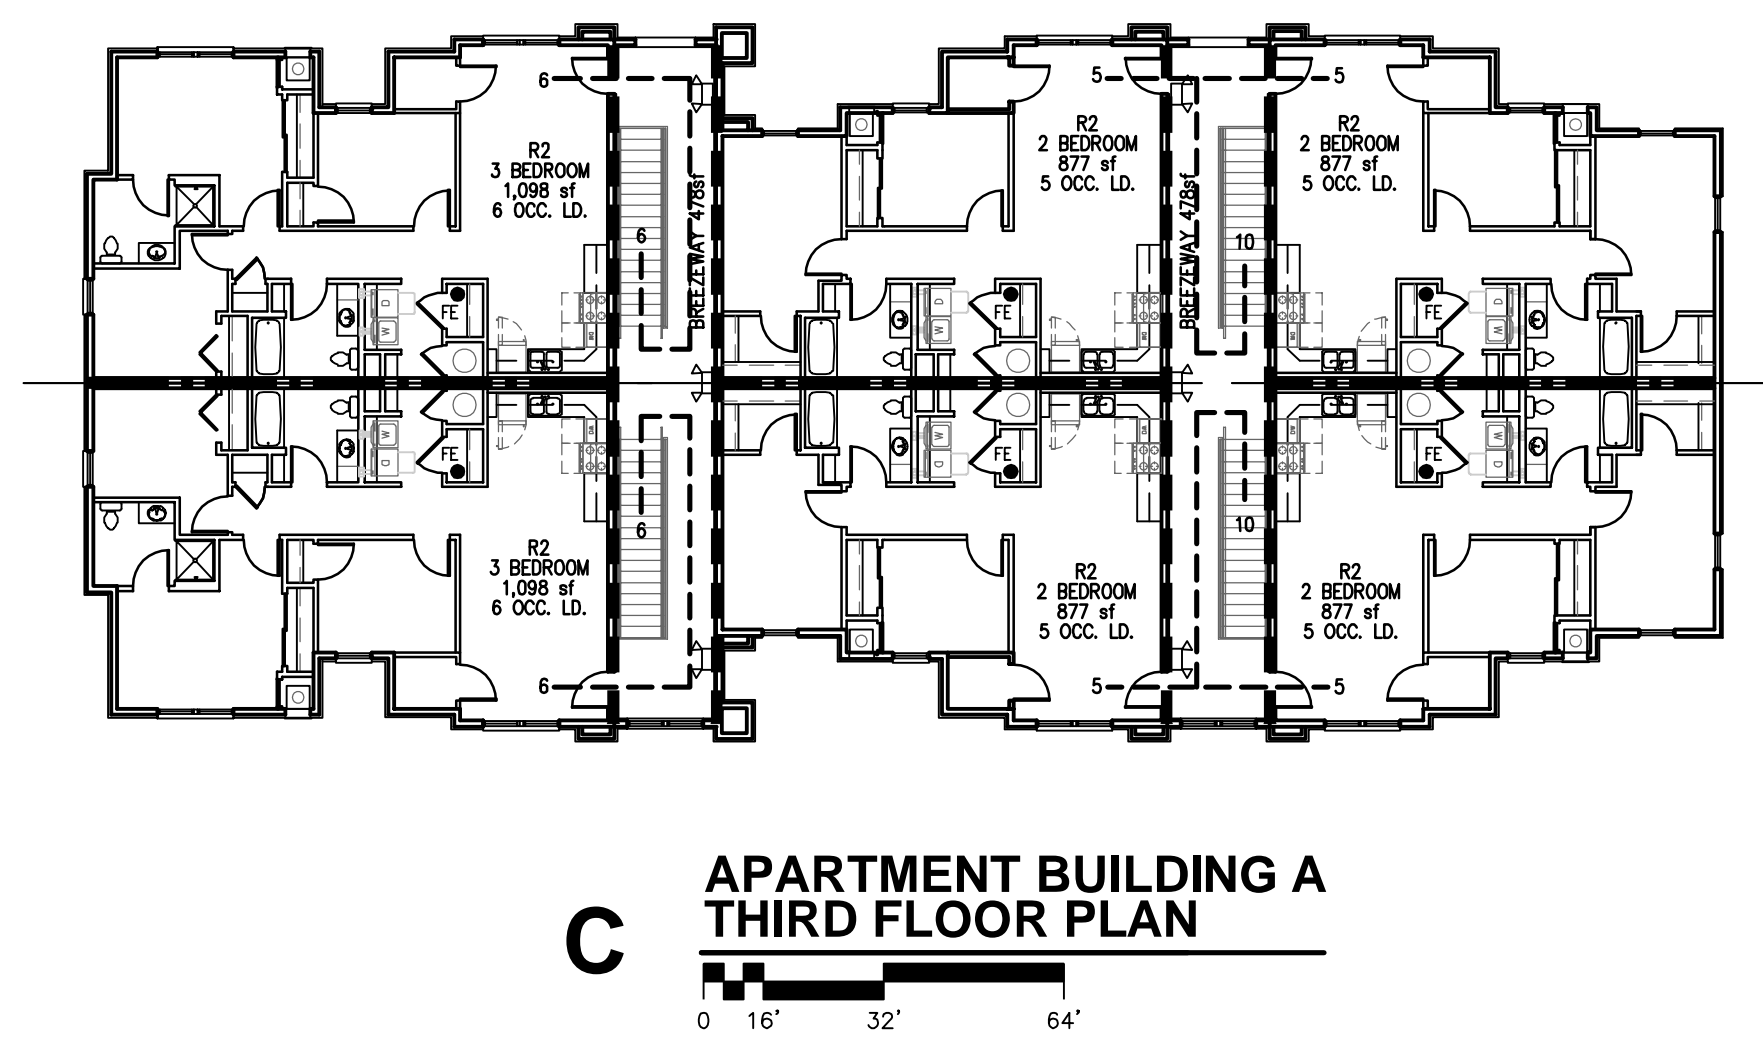 6
5
5
R2
3 BEDROOM
1,098 sf
6 OCC. LD.
R2
2 BEDROOM
877 sf
5 OCC. LD.
R2
2 BEDROOM
877 sf
5 OCC. LD.
BREEZEWAY 478sf
BREEZEWAY 478sf
6
10
D
W
FE
D
W
FE
DW
DW
FE
D
W
W
D
FE
W
D
FE
DW
DW
FE
W
D
6
10
R2
3 BEDROOM
1,098 sf
6 OCC. LD.
R2
2 BEDROOM
877 sf
5 OCC. LD.
R2
2 BEDROOM
877 sf
5 OCC. LD.
6
5
5
C
APARTMENT BUILDING A
THIRD FLOOR PLAN
0 16' 32' 64'